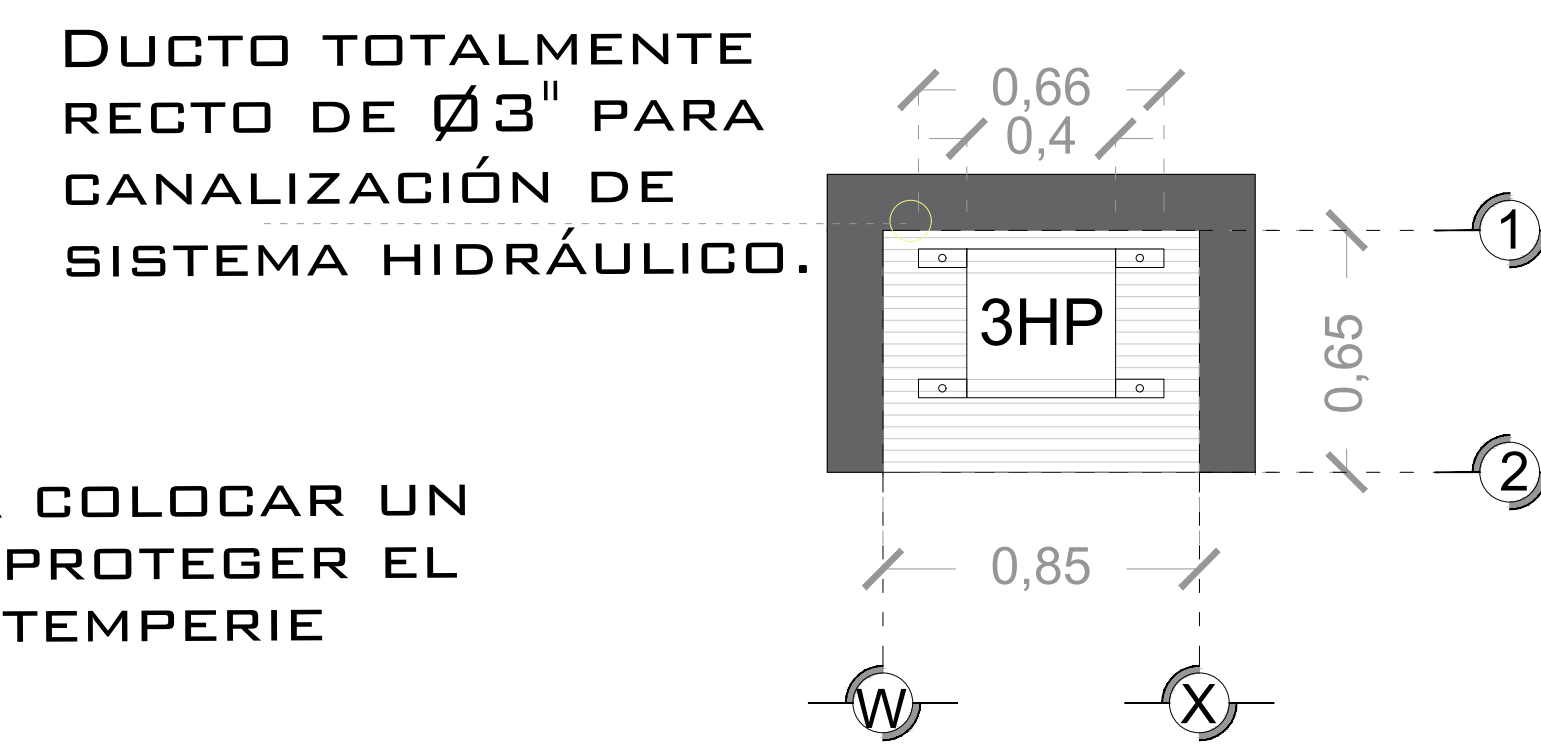 Ducto totalmente
recto de Ø3" para
canalización de
sistema hidráulico.
colocar un
proteger el
temperie
0,66
0,4
3HP
1
0,65
2
0,85
W
X